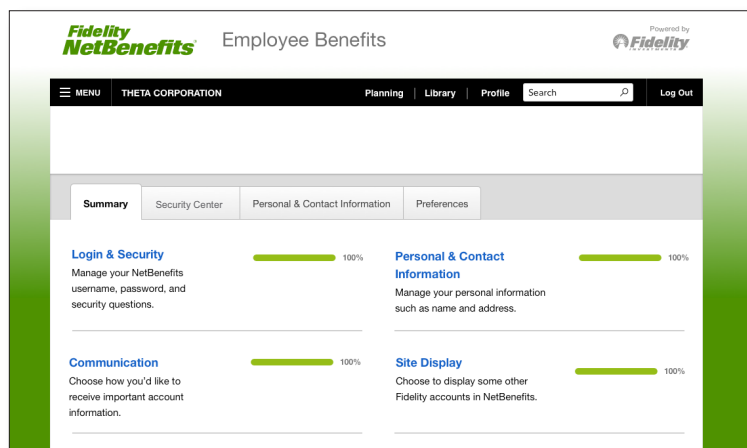 Fidelity
NetBenefits®
Employee Benefits
Powered by
Fidelity
INVESTMENTS
MENU THETA CORPORATION Planning | Library | Profile Search Log Out
Summary Security Center Personal & Contact Information Preferences
Login & Security
100%
Manage your NetBenefits
username, password, and
security questions.
Personal & Contact
Information
100%
Manage your personal information
such as name and address.
Communication
100%
Choose how you’d like to
receive important account
information.
Site Display
100%
Choose to display some other
Fidelity accounts in NetBenefits.